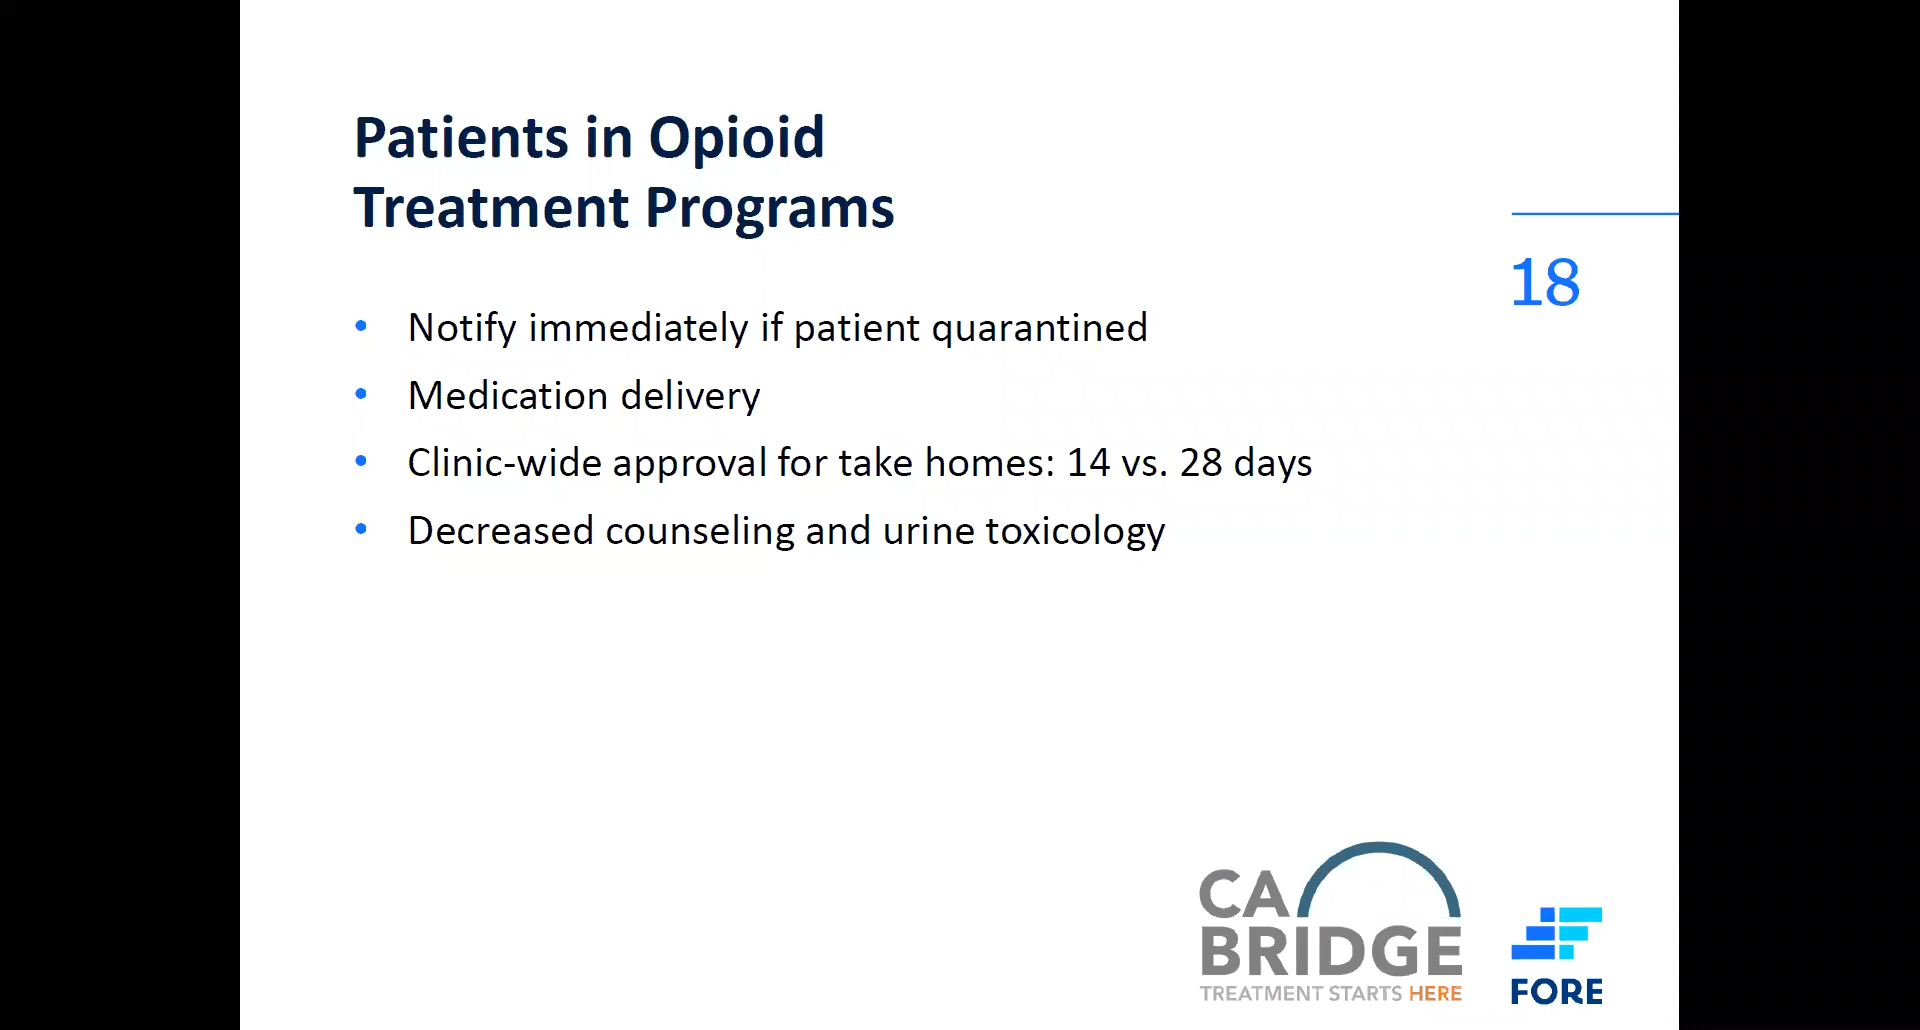 Patients in Opioid
Treatment Programs
18
• Notify immediately if patient quarantined
• Medication delivery
• Clinic-wide approval for take homes: 14 vs. 28 days
• Decreased counseling and urine toxicology
CA
BRIDGE
TREATMENT STARTS HERE
FORE